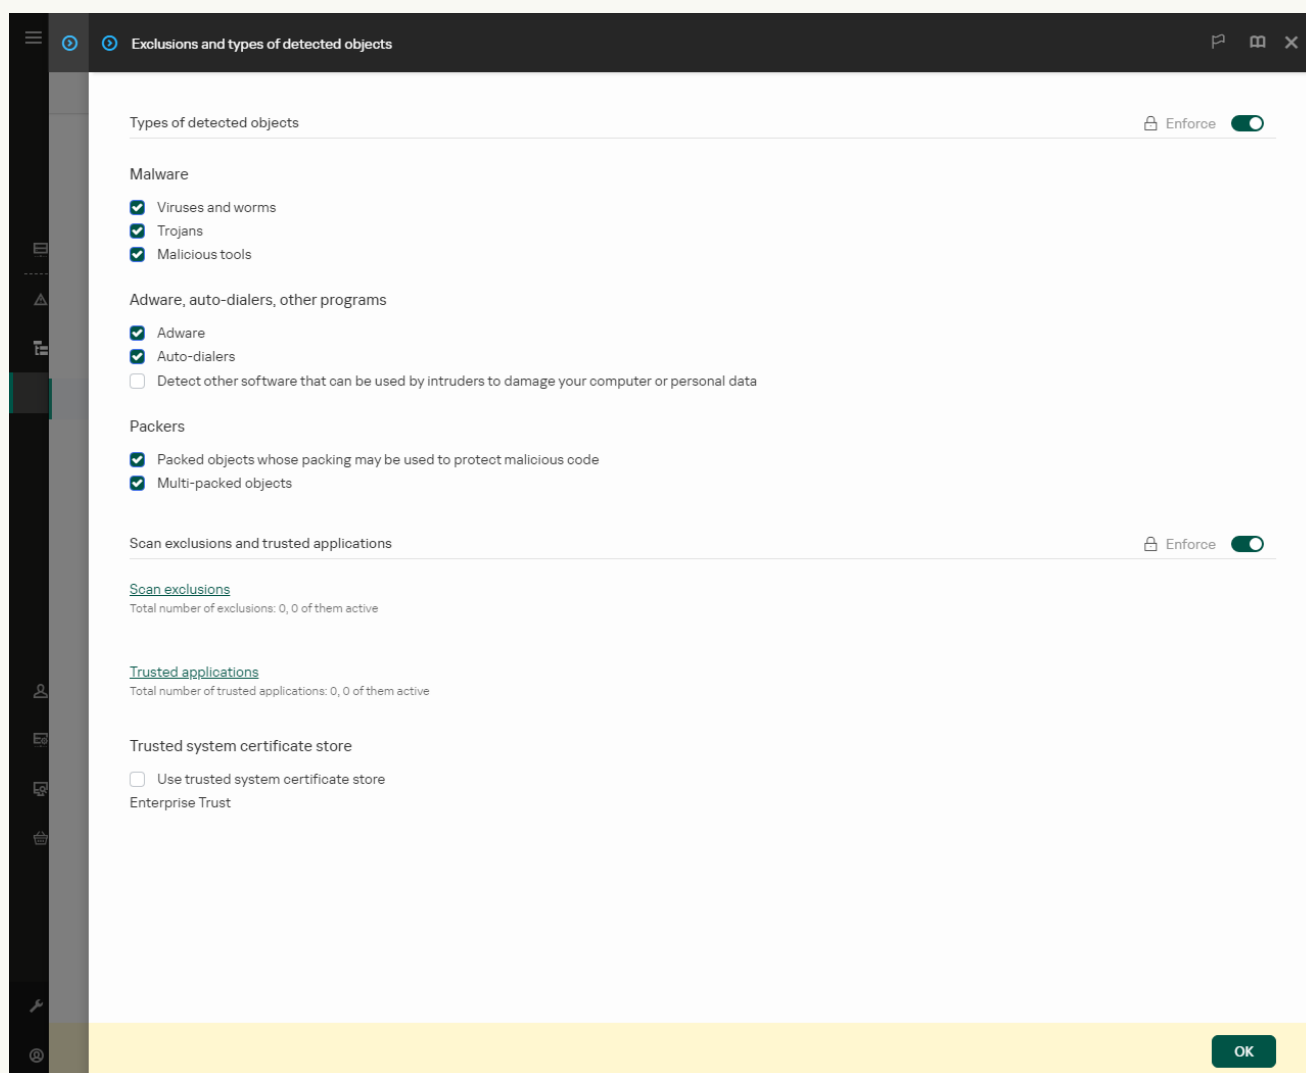 Exclusions and types of detected objects
Types of detected objects
Enforce
Malware
Viruses and worms
Trojans
Malicious tools
Adware, auto-dialers, other programs
Adware
Auto-dialers
Detect other software that can be used by intruders to damage your computer or personal data
Packers
Packed objects whose packing may be used to protect malicious code
Multi-packed objects
Scan exclusions and trusted applications
Enforce
Scan exclusions
Total number of exclusions: 0, 0 of them active
Trusted applications
Total number of trusted applications: 0, 0 of them active
Trusted system certificate store
Use trusted system certificate store
Enterprise Trust
OK